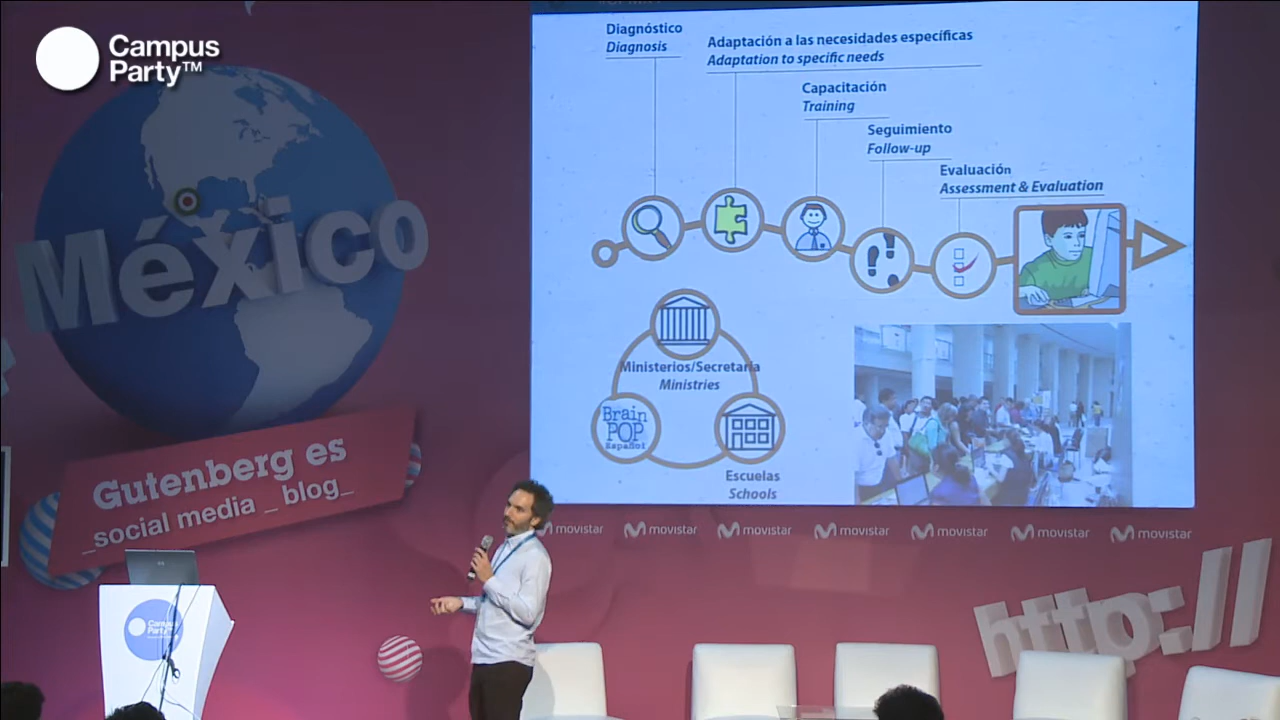 Campus
Party™
México
Gutenberg es
_social media _ blog_
Campus
Party™
Diagnóstico
Diagnosis
Adaptación a las necesidades específicas
Adaptation to specific needs
Capacitación
Training
Seguimiento
Follow-up
Evaluación
Assessment & Evaluation
Ministerios/Secretaría
Ministries
Brain
POP
Español
Escuelas
Schools
movistar movistar movistar movistar movistar movistar movistar
http://